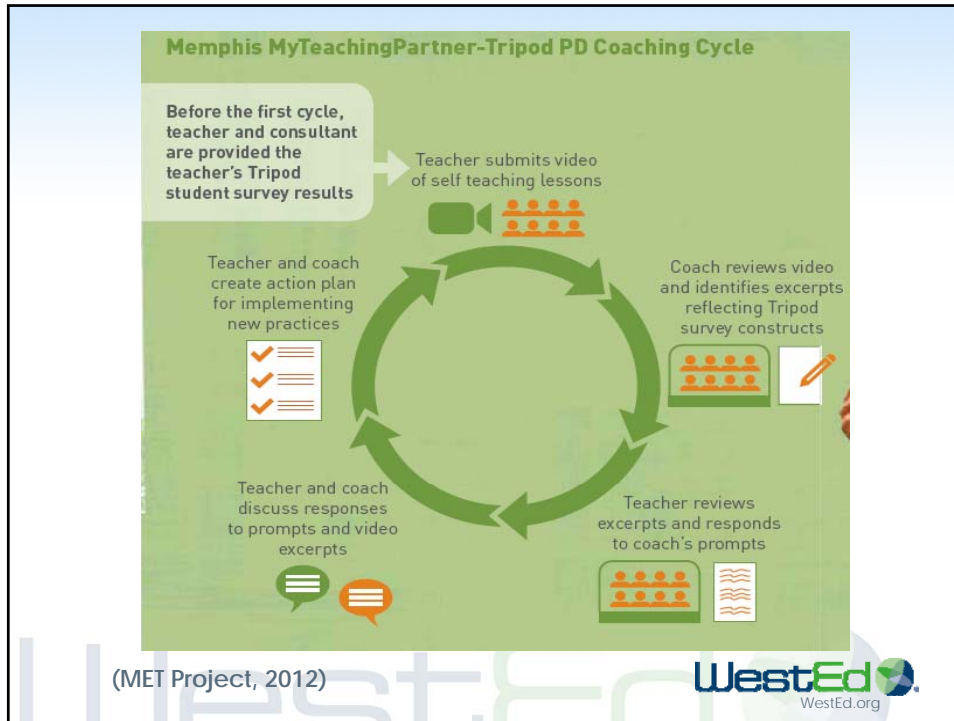 Memphis MyTeachingPartner-Tripod PD Coaching Cycle
Before the first cycle,
teacher and consultant
are provided the
teacher's Tripod
student survey results
Teacher submits video
of self teaching lessons
Coach reviews video
and identifies excerpts
reflecting Tripod
survey constructs
Teacher reviews
excerpts and responds
to coach's prompts
Teacher and coach
discuss responses
to prompts and video
excerpts
Teacher and coach
create action plan
for implementing
new practices
(MET Project, 2012)
WestEd
WestEd.org
WestEd